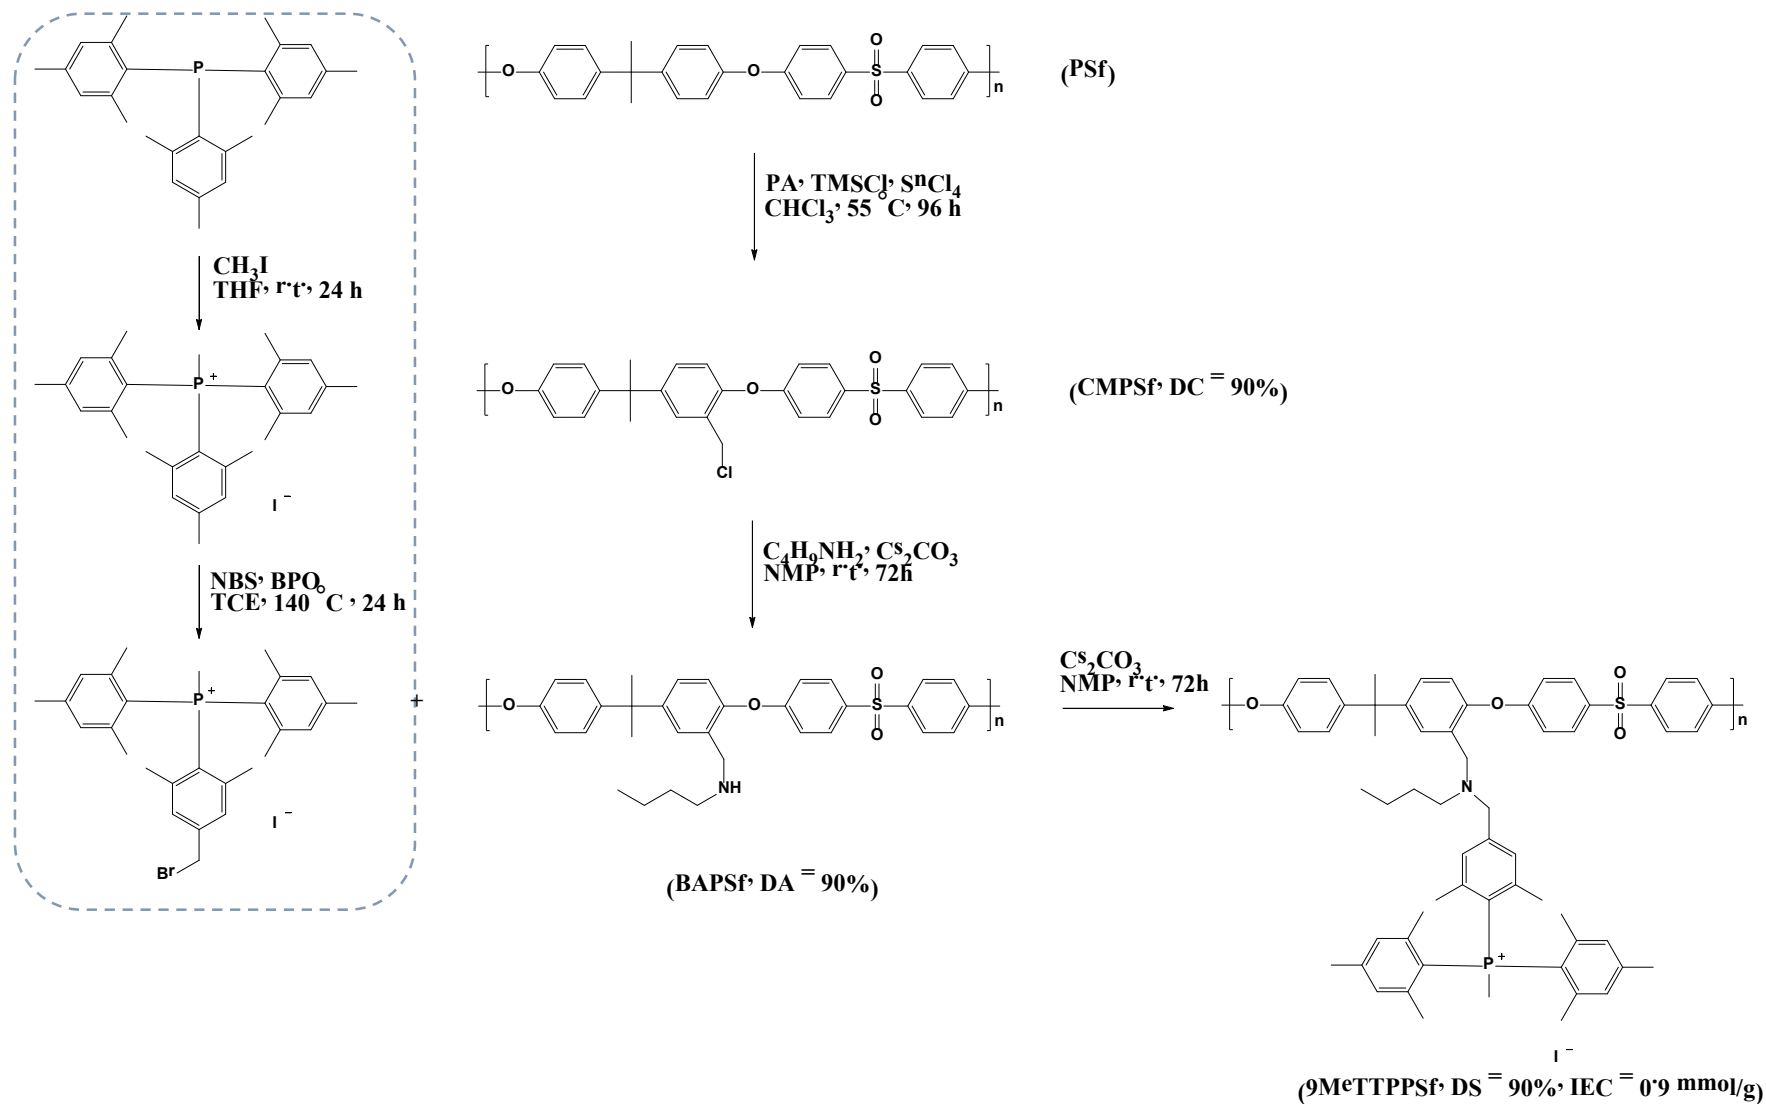 P
O
O
S
O
O
n
(PSf)
PA, TMSCl, SnCl4
CHCl3, 55 °C, 96 h
CH3I
THF, r.t., 24 h
P +
I −
O
O
S
O
O
n
Cl
(CMPSf, DC = 90%)
C4H9NH2, Cs2CO3
NMP, r.t., 72h
NBS, BPO
TCE, 140 °C , 24 h
P +
I −
Br
+
O
O
S
O
O
n
NH
(BAPSf, DA = 90%)
Cs2CO3
NMP, r.t., 72h
O
O
S
O
O
n
N
P +
I −
(9MeTTPPSf, DS = 90%, IEC = 0.9 mmol/g)